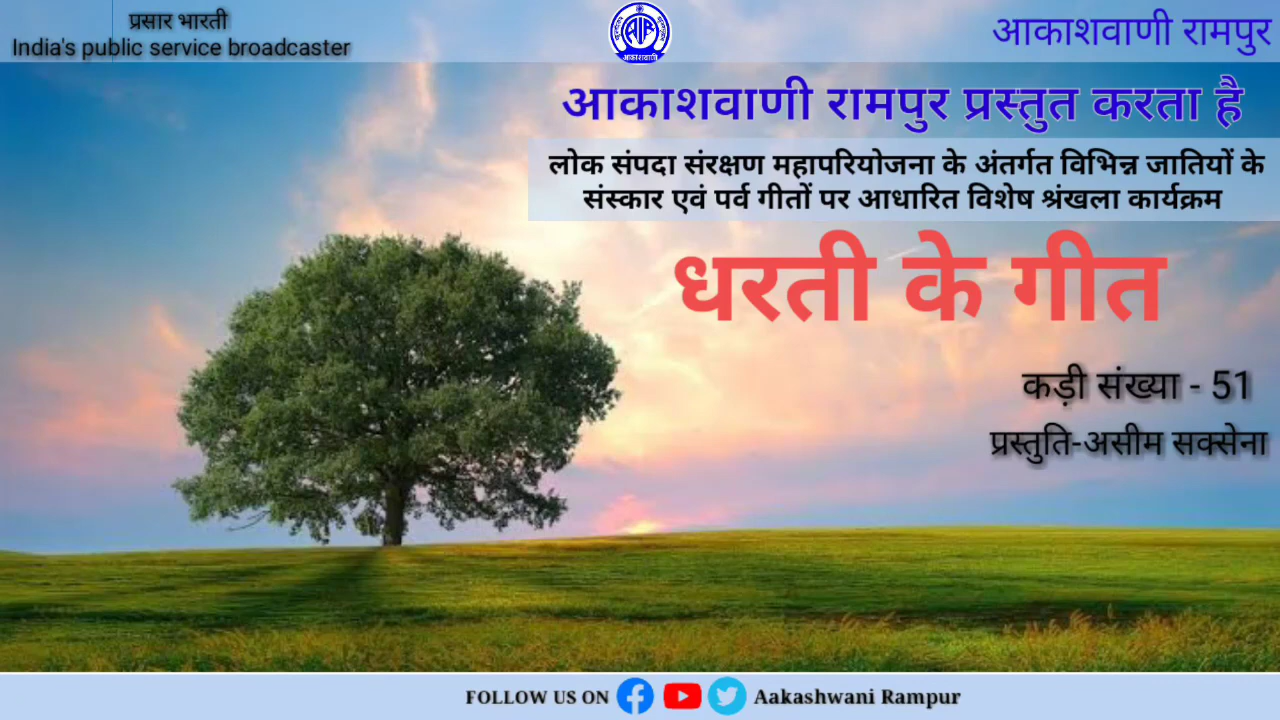 प्रसार भारती
India's public service broadcaster
आकाशवाणी
आकाशवाणी रामपुर
आकाशवाणी रामपुर प्रस्तुत करता है
लोक संपदा संरक्षण महापरियोजना के अंतर्गत विभिन्न जातियों के
संस्कार एवं पर्व गीतों पर आधारित विशेष श्रंखला कार्यक्रम
धरती के गीत
कड़ी संख्या - 51
प्रस्तुति-असीम सक्सेना
FOLLOW US ON Aakashwani Rampur